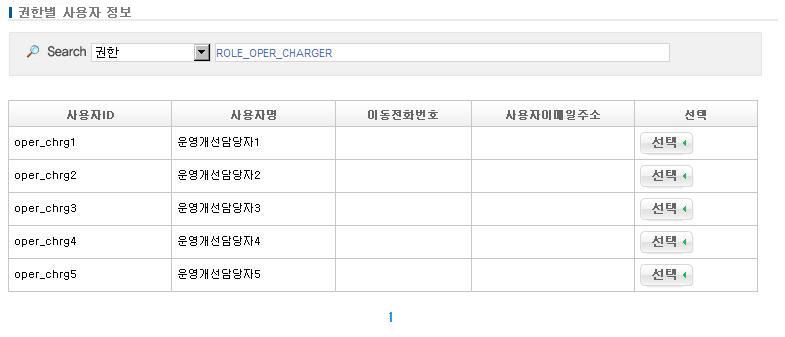 권한별 사용자 정보
Search 권한 ROLE_OPER_CHARGER
사용자ID 사용자명 이동전화번호 사용자이메일주소 선택
oper_chrg1 운영개선담당자1 선택
oper_chrg2 운영개선담당자2 선택
oper_chrg3 운영개선담당자3 선택
oper_chrg4 운영개선담당자4 선택
oper_chrg5 운영개선담당자5 선택
1